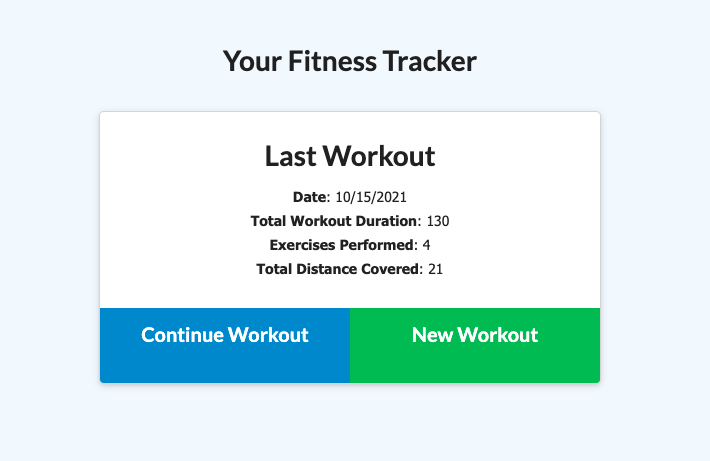 Your Fitness Tracker
Last Workout
Date: 10/15/2021
Total Workout Duration: 130
Exercises Performed: 4
Total Distance Covered: 21
Continue Workout
New Workout